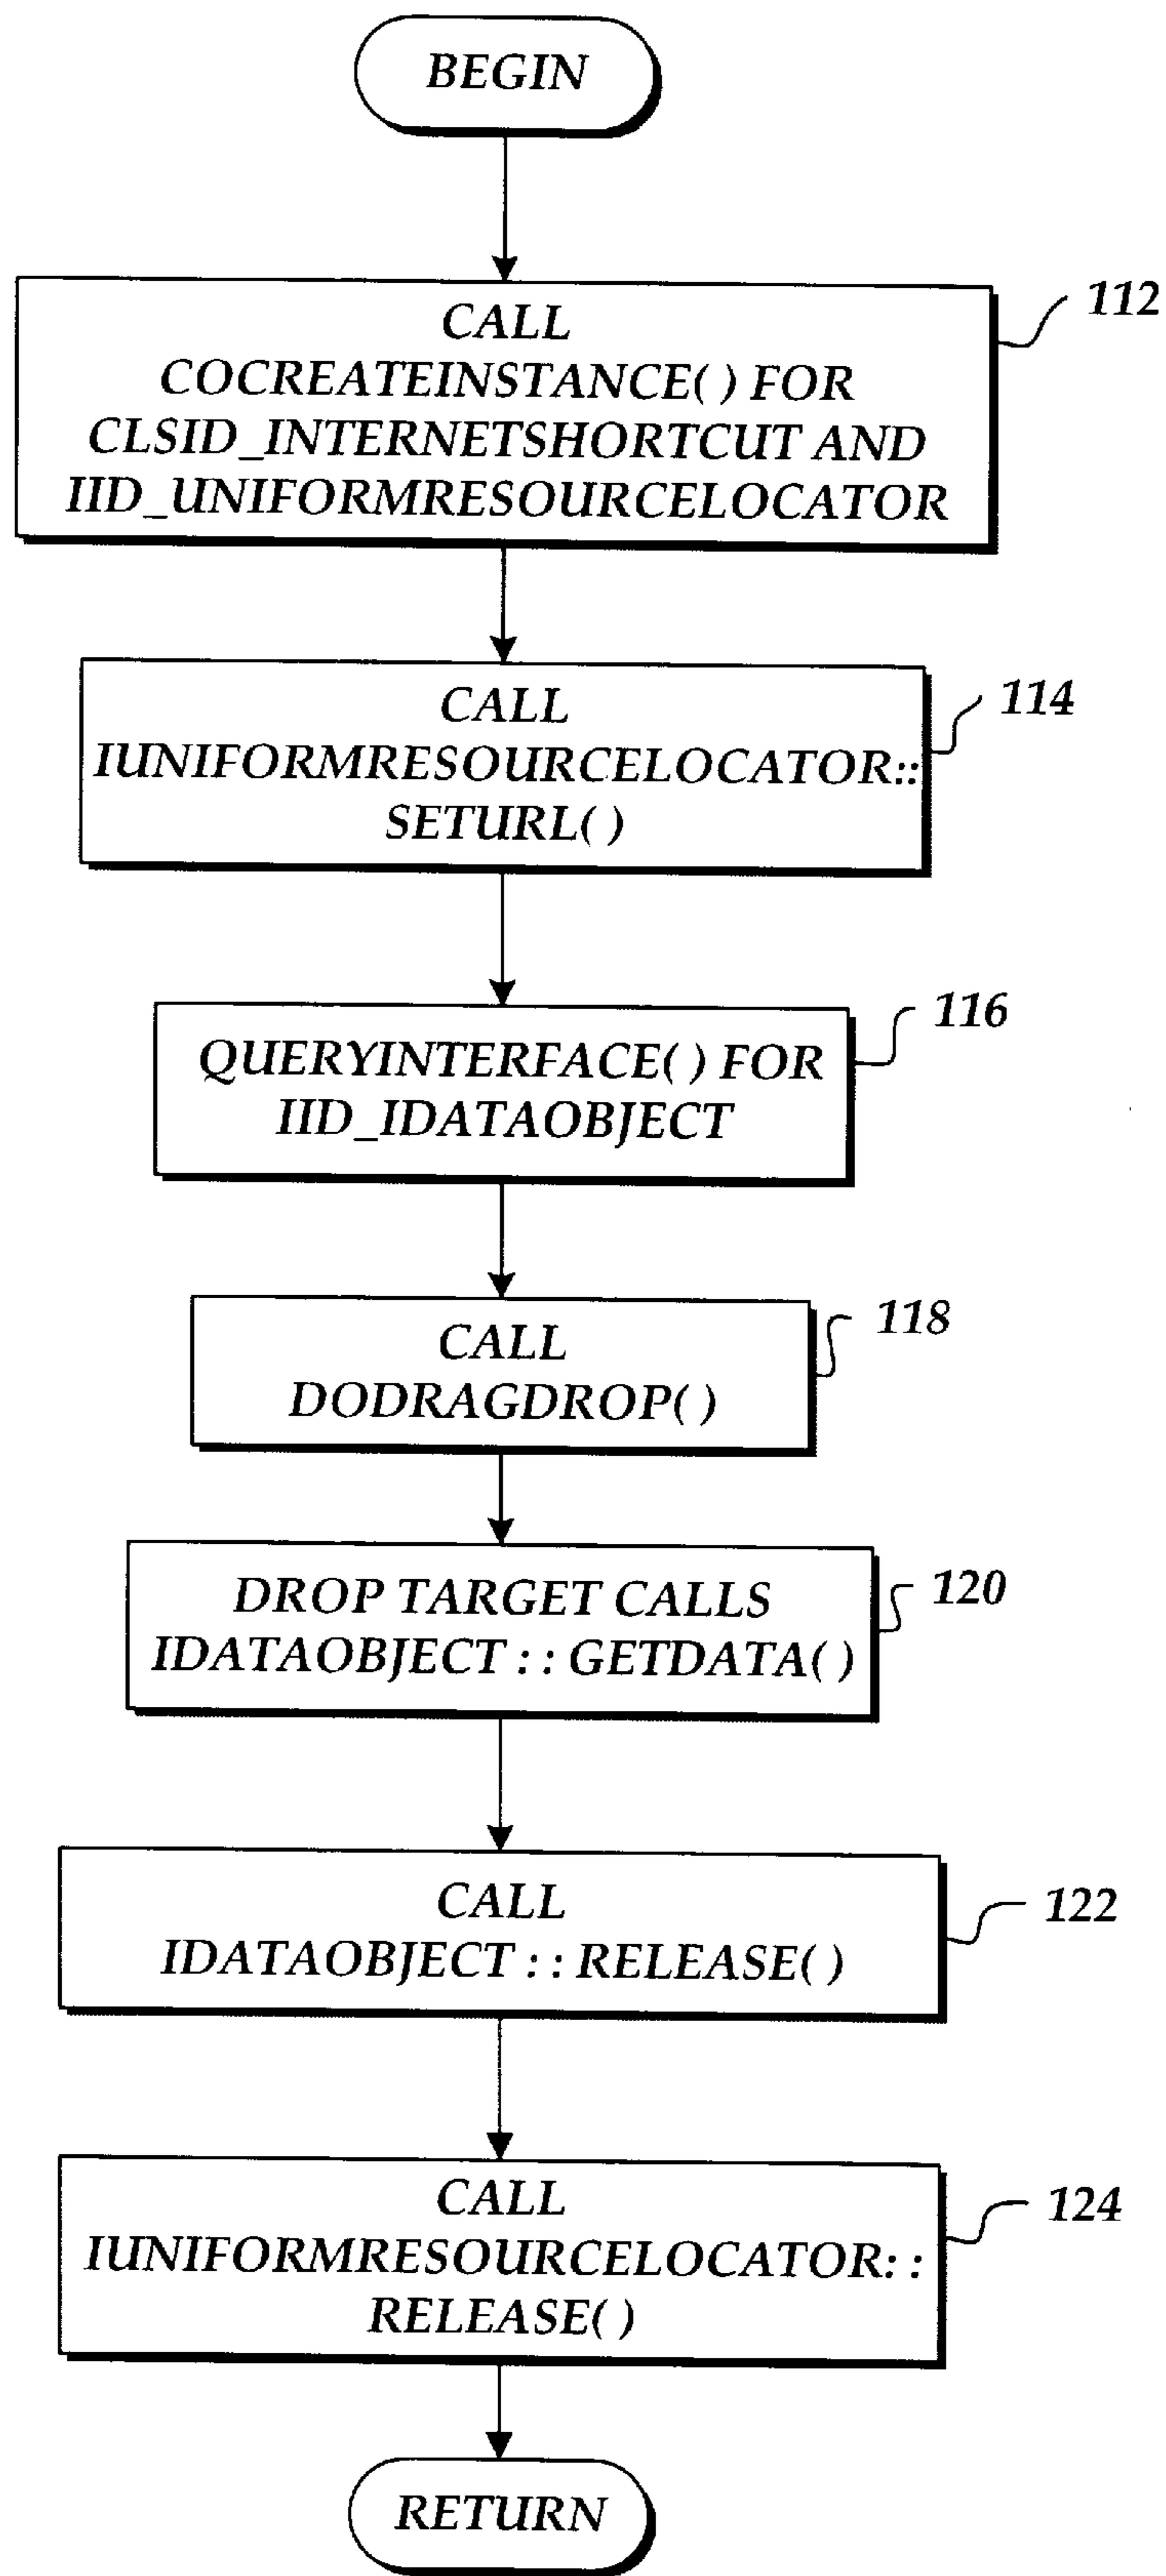 BEGIN
CALL
COCREATEINSTANCE( ) FOR
CLSID_INTERNETSHORTCUT AND
IID_UNIFORMRESOURCELOCATOR
112
CALL
IUNIFORMRESOURCELOCATOR::
SETURL( )
114
QUERYINTERFACE( ) FOR
IID_IDATAOBJECT
116
CALL
DODRAGDROP( )
118
DROP TARGET CALLS
IDATAOBJECT : : GETDATA( )
120
CALL
IDATAOBJECT : : RELEASE( )
122
CALL
IUNIFORMRESOURCELOCATOR: :
RELEASE( )
124
RETURN